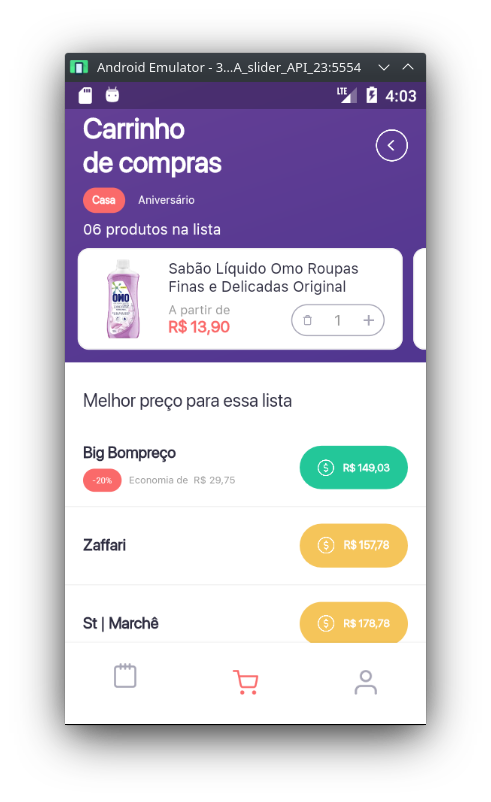 Android Emulator - 3...A_slider_API_23:5554
LTE 4:03
Carrinho
de compras
Casa Aniversário
06 produtos na lista
OMO
Sabão Líquido Omo Roupas
Finas e Delicadas Original
A partir de
R$ 13,90
1
Melhor preço para essa lista
Big Bompreço
-20% Economia de R$ 29,75
$ R$ 149,03
Zaffari
$ R$ 157,78
St | Marchê
$ R$ 178,78